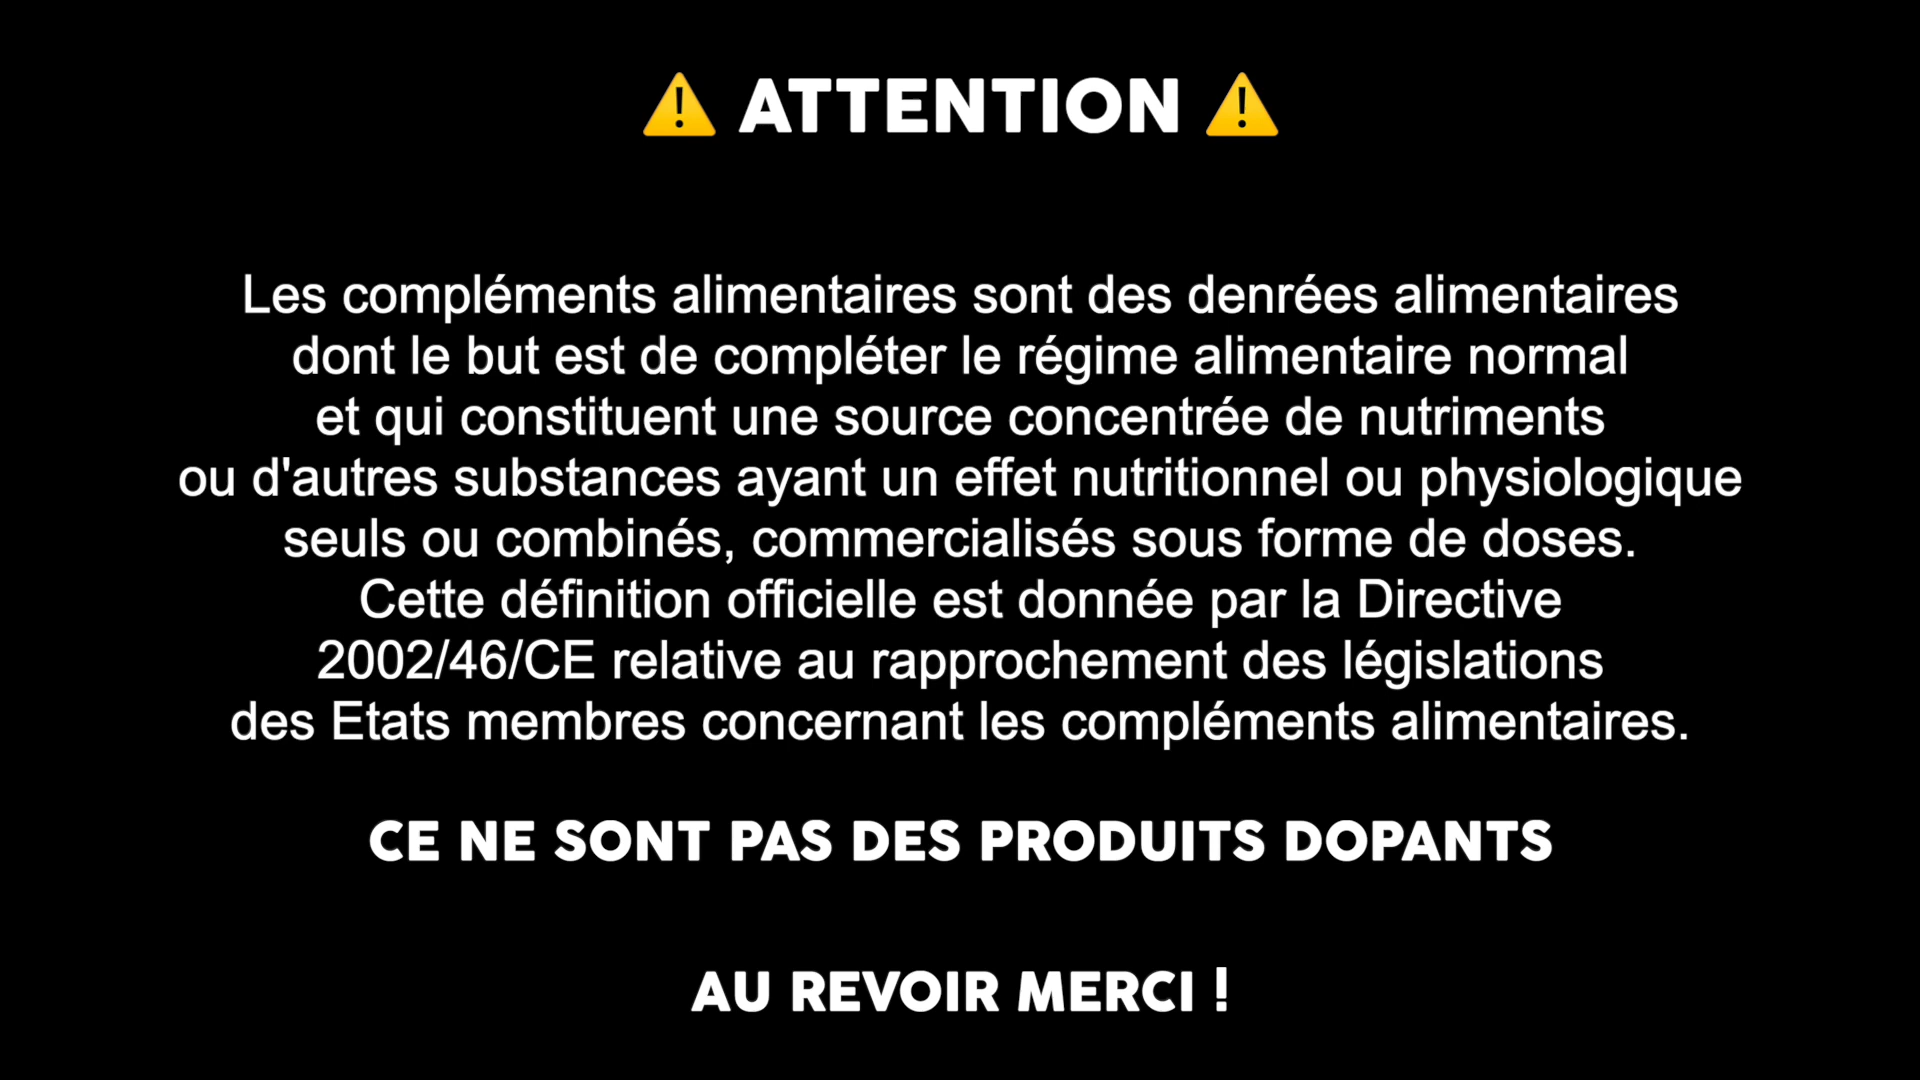 ⚠️ ATTENTION ⚠️
Les compléments alimentaires sont des denrées alimentaires
dont le but est de compléter le régime alimentaire normal
et qui constituent une source concentrée de nutriments
ou d'autres substances ayant un effet nutritionnel ou physiologique
seuls ou combinés, commercialisés sous forme de doses.
Cette définition officielle est donnée par la Directive
2002/46/CE relative au rapprochement des législations
des Etats membres concernant les compléments alimentaires.
CE NE SONT PAS DES PRODUITS DOPANTS
AU REVOIR MERCI !